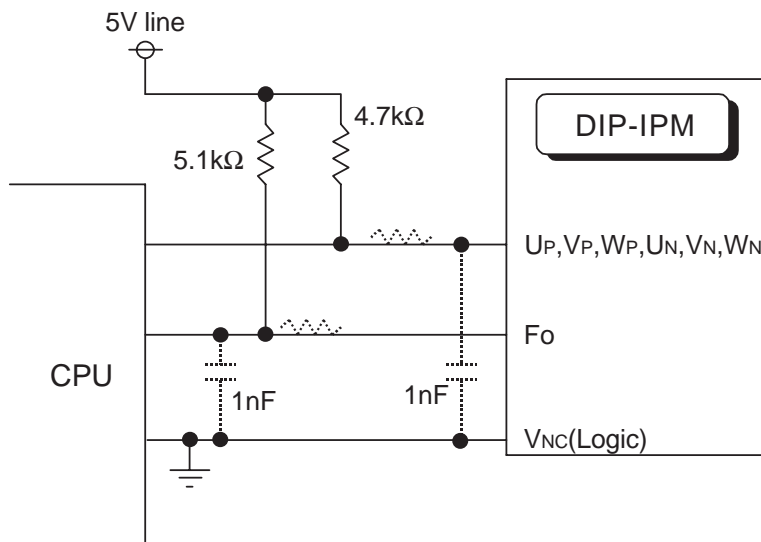 5V line
4.7kΩ
5.1kΩ
DIP-IPM
UP,VP,WP,UN,VN,WN
Fo
CPU
1nF
1nF
VNC(Logic)